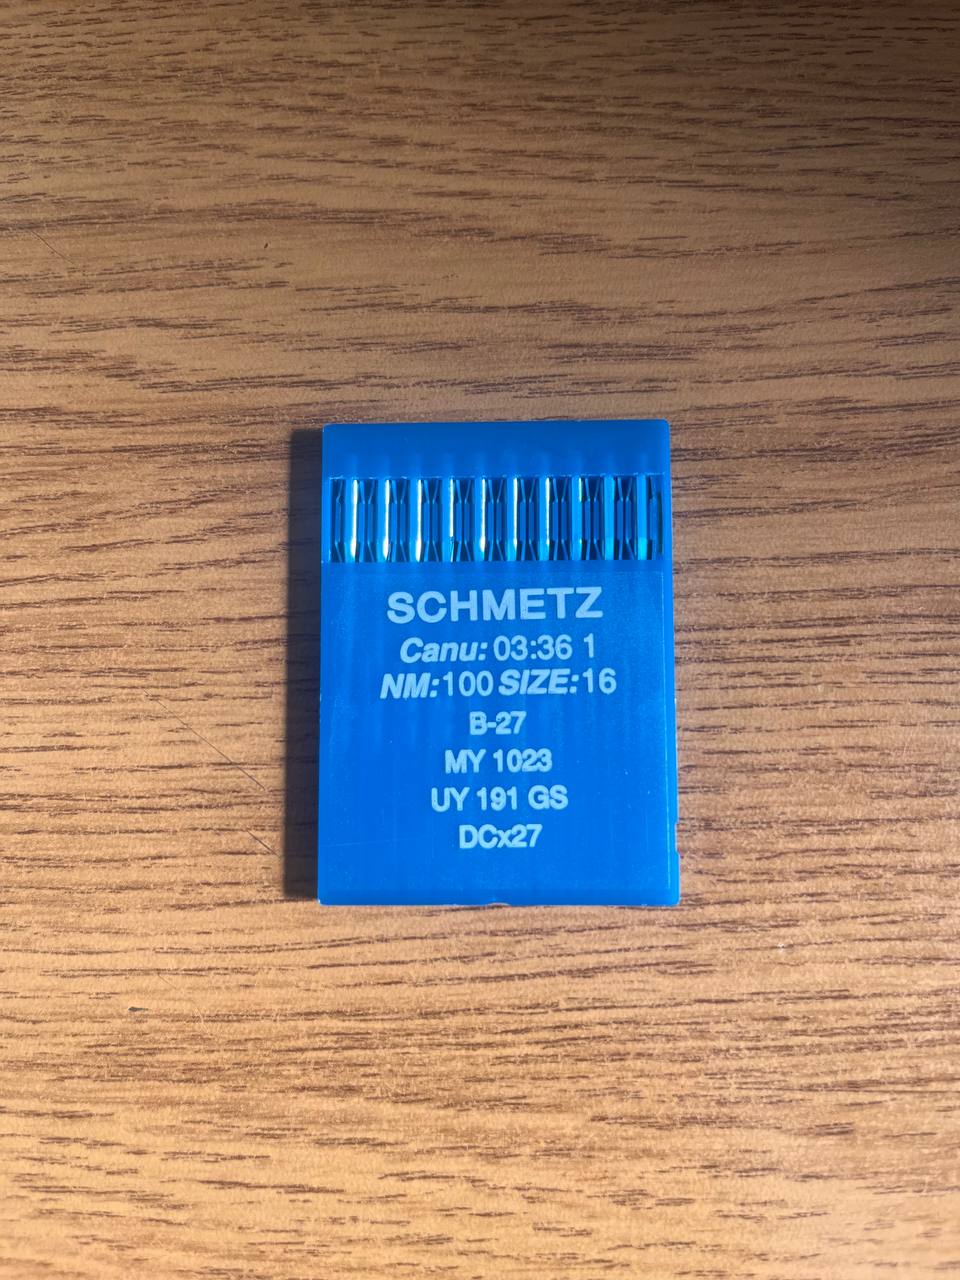 SCHMETZ
Canu: 03:36 1
NM:100 SIZE:16
B-27
MY 1023
UY 191 GS
DCx27